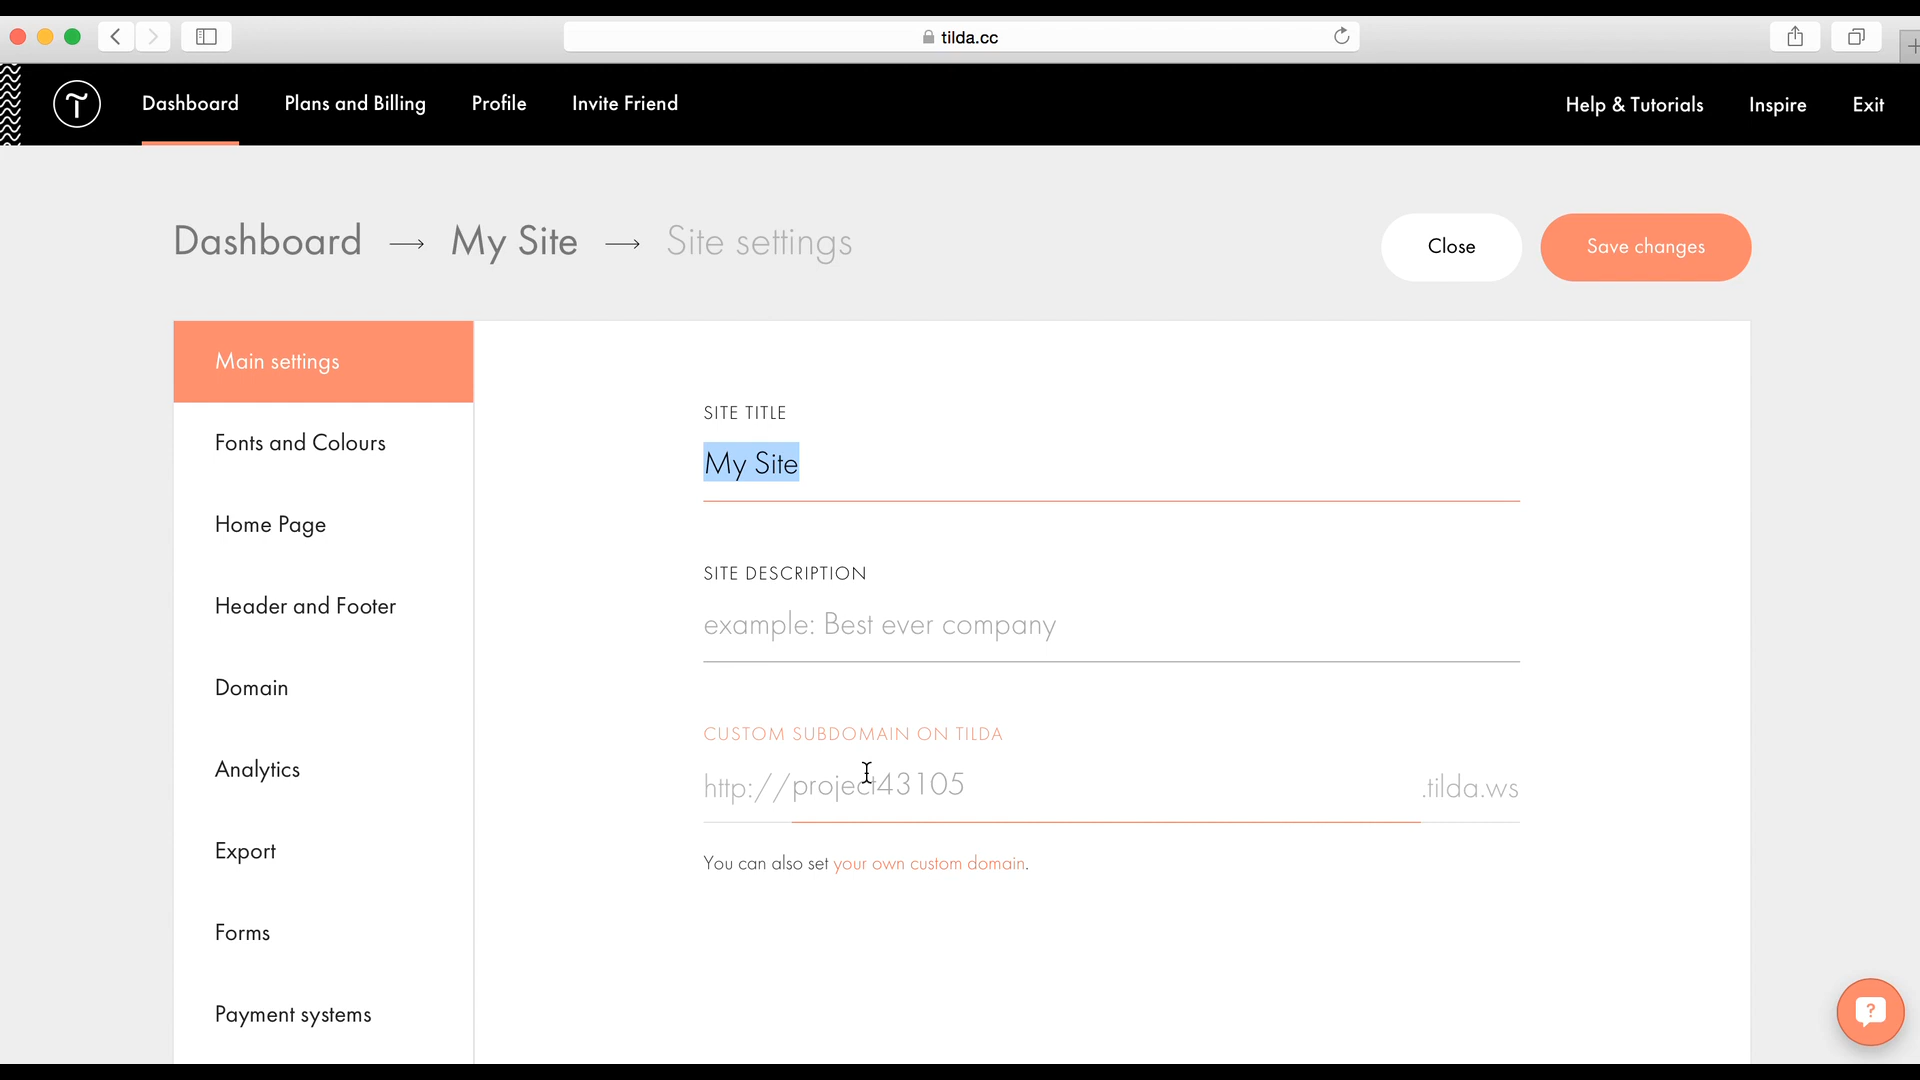 tilda.cc
Dashboard Plans and Billing Profile Invite Friend Help & Tutorials Inspire Exit
Dashboard → My Site → Site settings Close Save changes
Main settings
Fonts and Colours
Home Page
Header and Footer
Domain
Analytics
Export
Forms
Payment systems
SITE TITLE
My Site
SITE DESCRIPTION
example: Best ever company
CUSTOM SUBDOMAIN ON TILDA
http://project43105 .tilda.ws
You can also set your own custom domain.
?